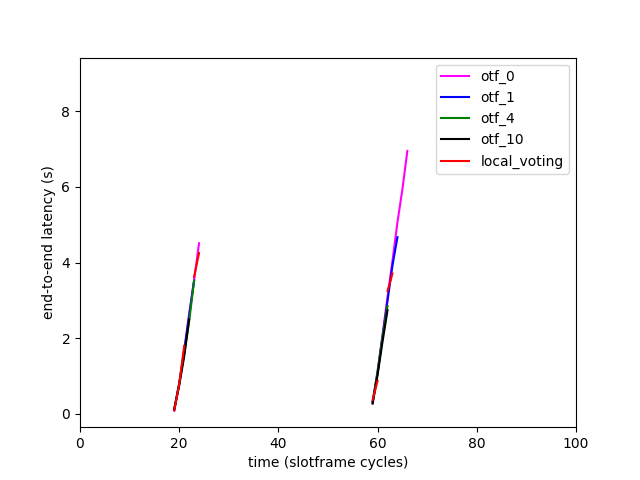 otf_0
otf_1
otf_4
otf_10
local_voting
end-to-end latency (s)
8
6
4
2
0
0 20 40 60 80 100
time (slotframe cycles)